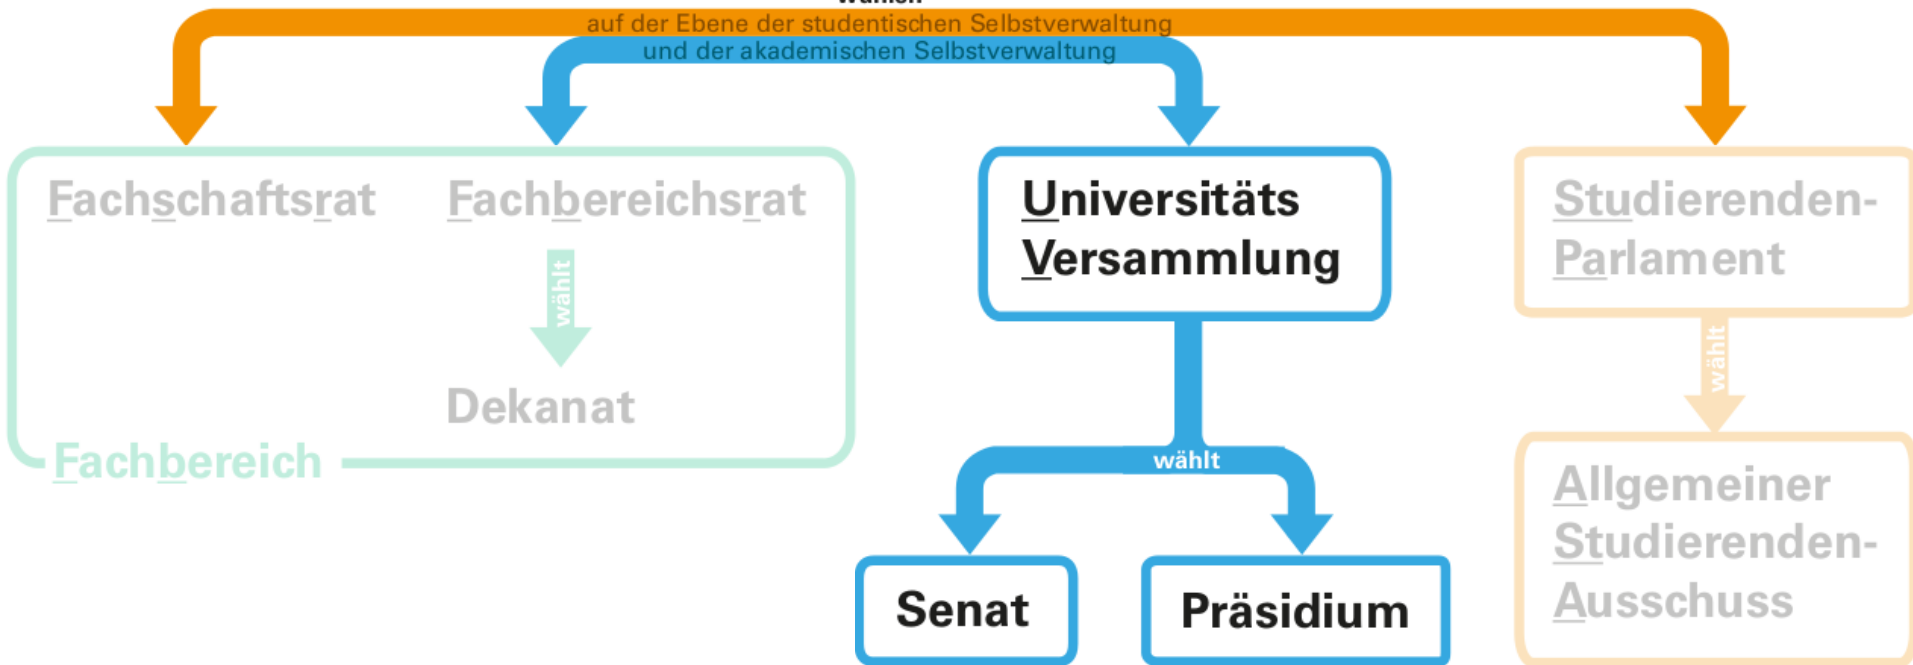 wählen
auf der Ebene der studentischen Selbstverwaltung
und der akademischen Selbstverwaltung
Fachschaftsrat
Fachbereichsrat
wählt
Dekanat
Fachbereich
Universitäts
Versammlung
wählt
Senat
Präsidium
Studierenden-
Parlament
wählt
Allgemeiner
Studierenden-
Ausschuss